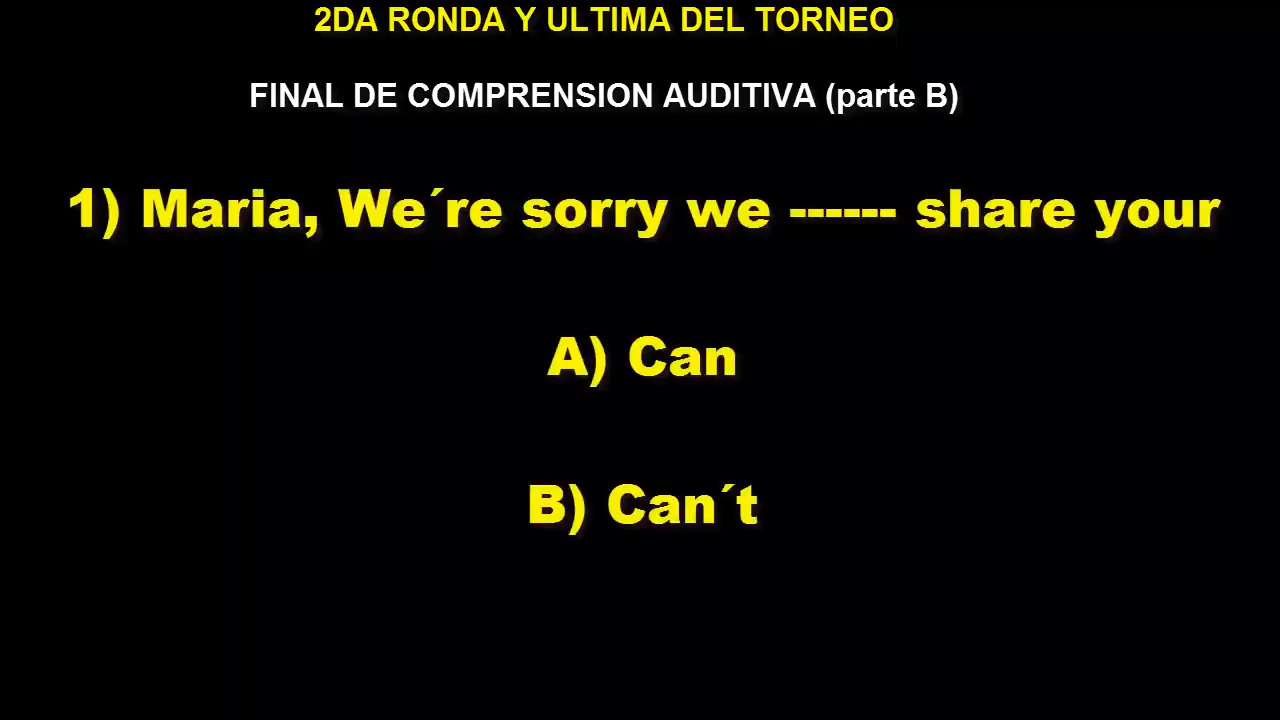 2DA RONDA Y ULTIMA DEL TORNEO
FINAL DE COMPRENSION AUDITIVA (parte B)
1) Maria, We´re sorry we ------ share your
A) Can
B) Can´t